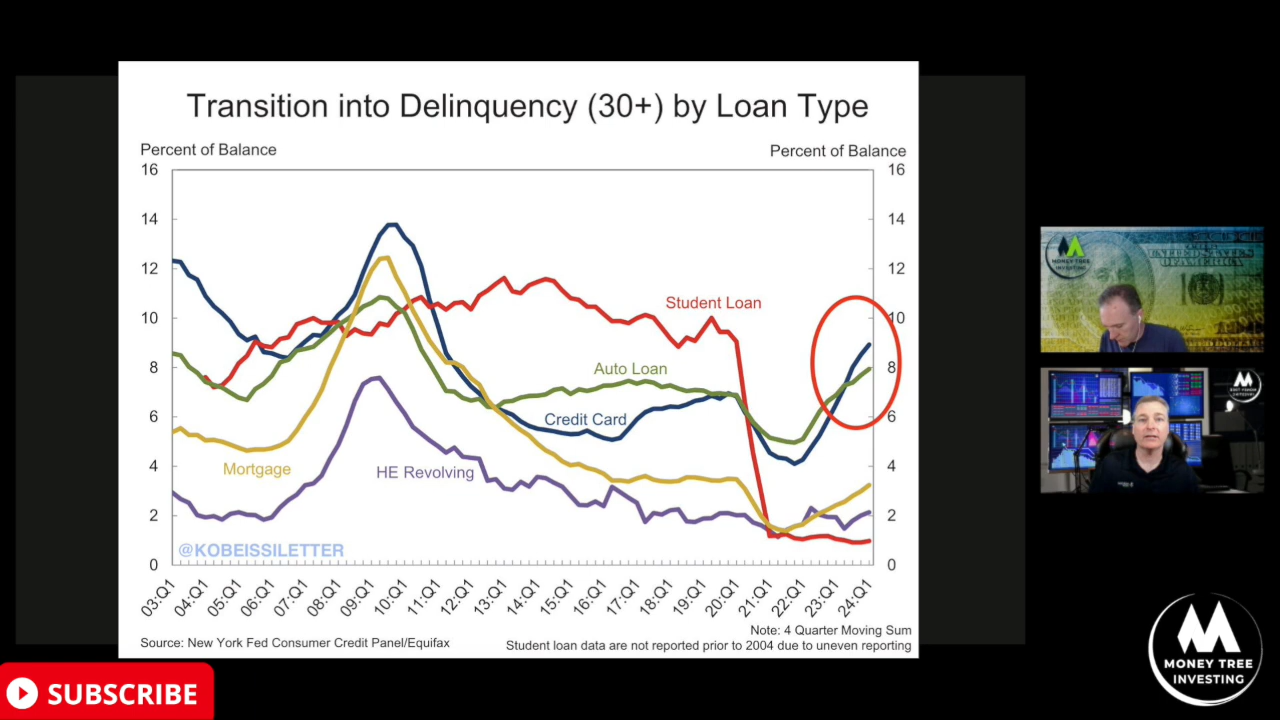 Transition into Delinquency (30+) by Loan Type
Percent of Balance
Percent of Balance
16
14
12
10
8
6
4
2
0
16
14
12
10
8
6
4
2
0
Student Loan
Auto Loan
Credit Card
Mortgage
HE Revolving
@KOBEISSILETTER
03:Q1
04:Q1
05:Q1
06:Q1
07:Q1
08:Q1
09:Q1
10:Q1
11:Q1
12:Q1
13:Q1
14:Q1
15:Q1
16:Q1
17:Q1
18:Q1
19:Q1
20:Q1
21:Q1
22:Q1
23:Q1
24:Q1
Note: 4 Quarter Moving Sum
Source: New York Fed Consumer Credit Panel/Equifax
Student loan data are not reported prior to 2004 due to uneven reporting
MONEY TREE
INVESTING
SUBSCRIBE
MONEY TREE
INVESTING